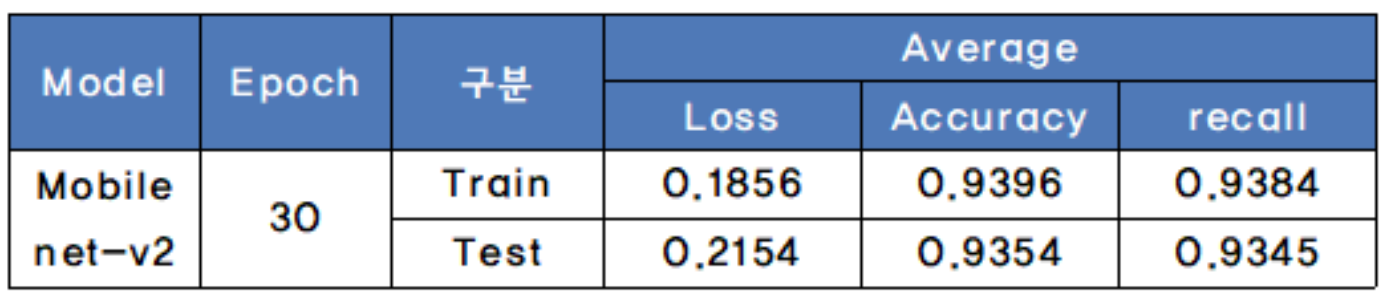 Model Epoch 구분 Average
Loss Accuracy recall
Mobile net-v2 30 Train 0.1856 0.9396 0.9384
Test 0.2154 0.9354 0.9345